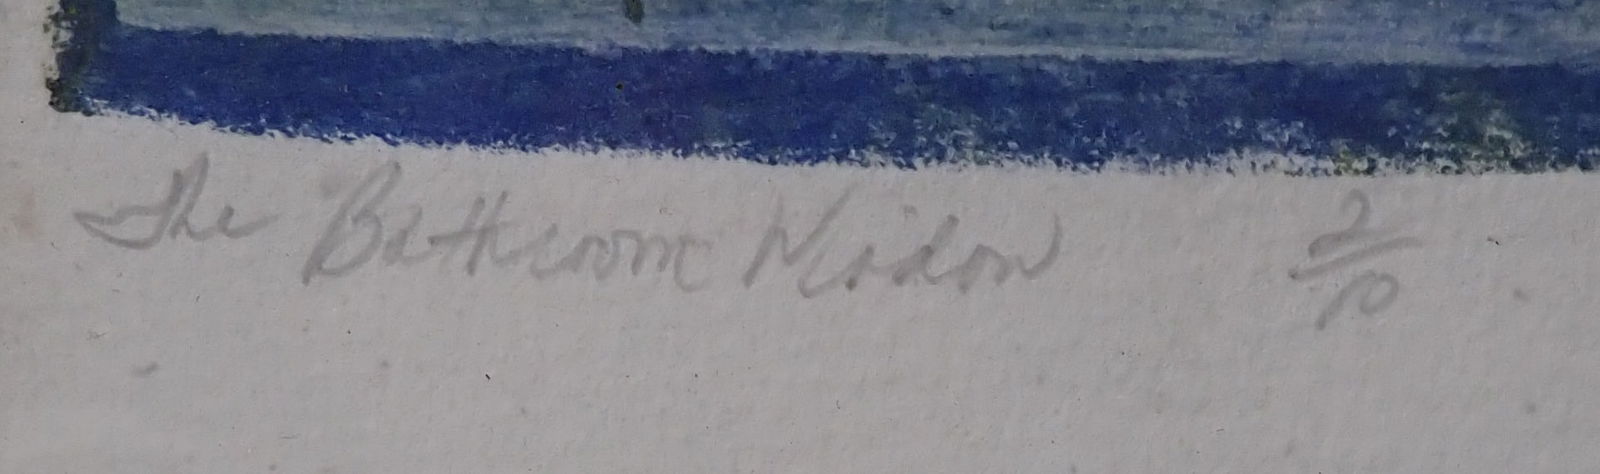 The Bathroom Window 2/10